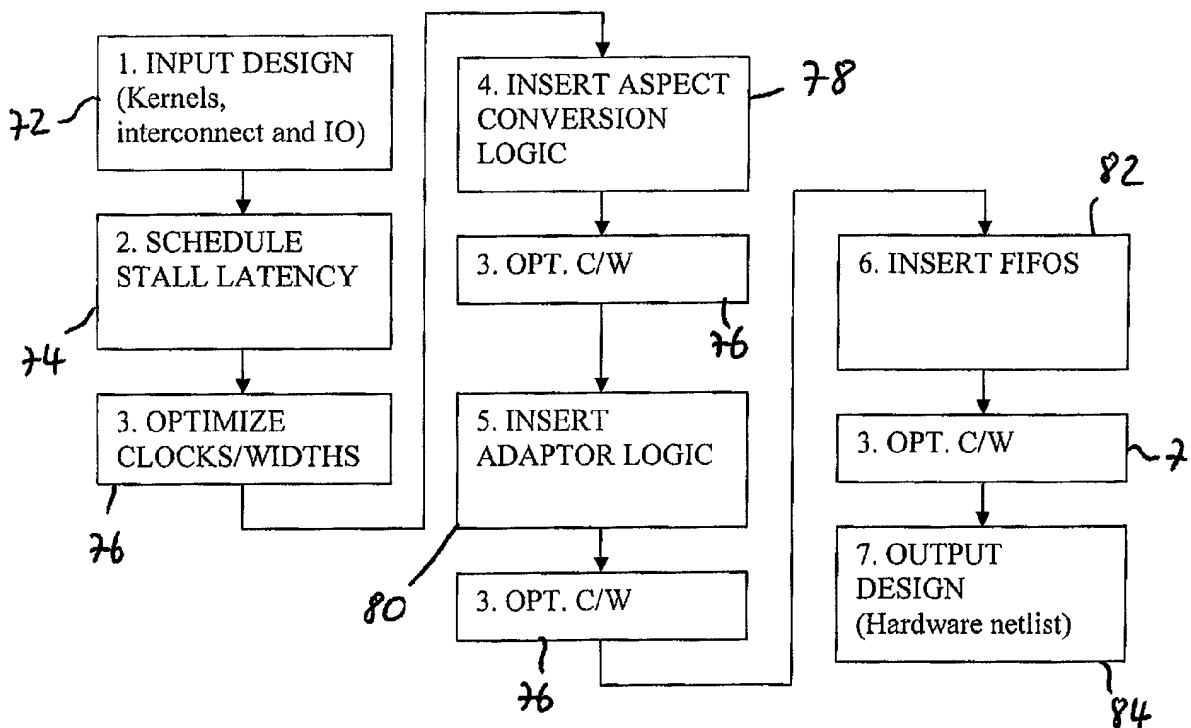 1. INPUT DESIGN
(Kernels,
interconnect and IO)
72
2. SCHEDULE
STALL LATENCY
74
3. OPTIMIZE
CLOCKS/WIDTHS
76
4. INSERT ASPECT
CONVERSION
LOGIC
78
3. OPT. C/W
76
5. INSERT
ADAPTOR LOGIC
80
3. OPT. C/W
76
6. INSERT FIFOS
82
3. OPT. C/W
7
7. OUTPUT
DESIGN
(Hardware netlist)
84